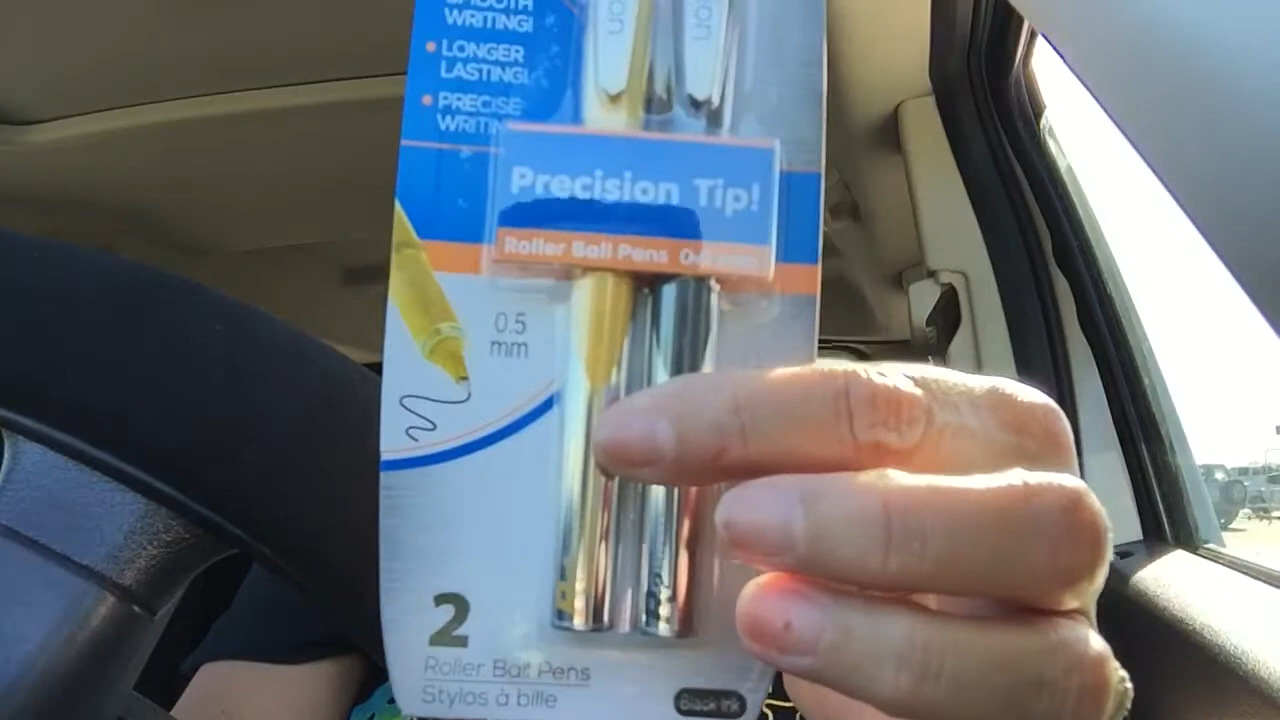 SMOOTH
WRITING!
LONGER
LASTING!
PRECISE
Precision Tip!
Roller Ball Pens
0.5
mm
2
Roller Ball Pens
Stylos à bille
Black Ink